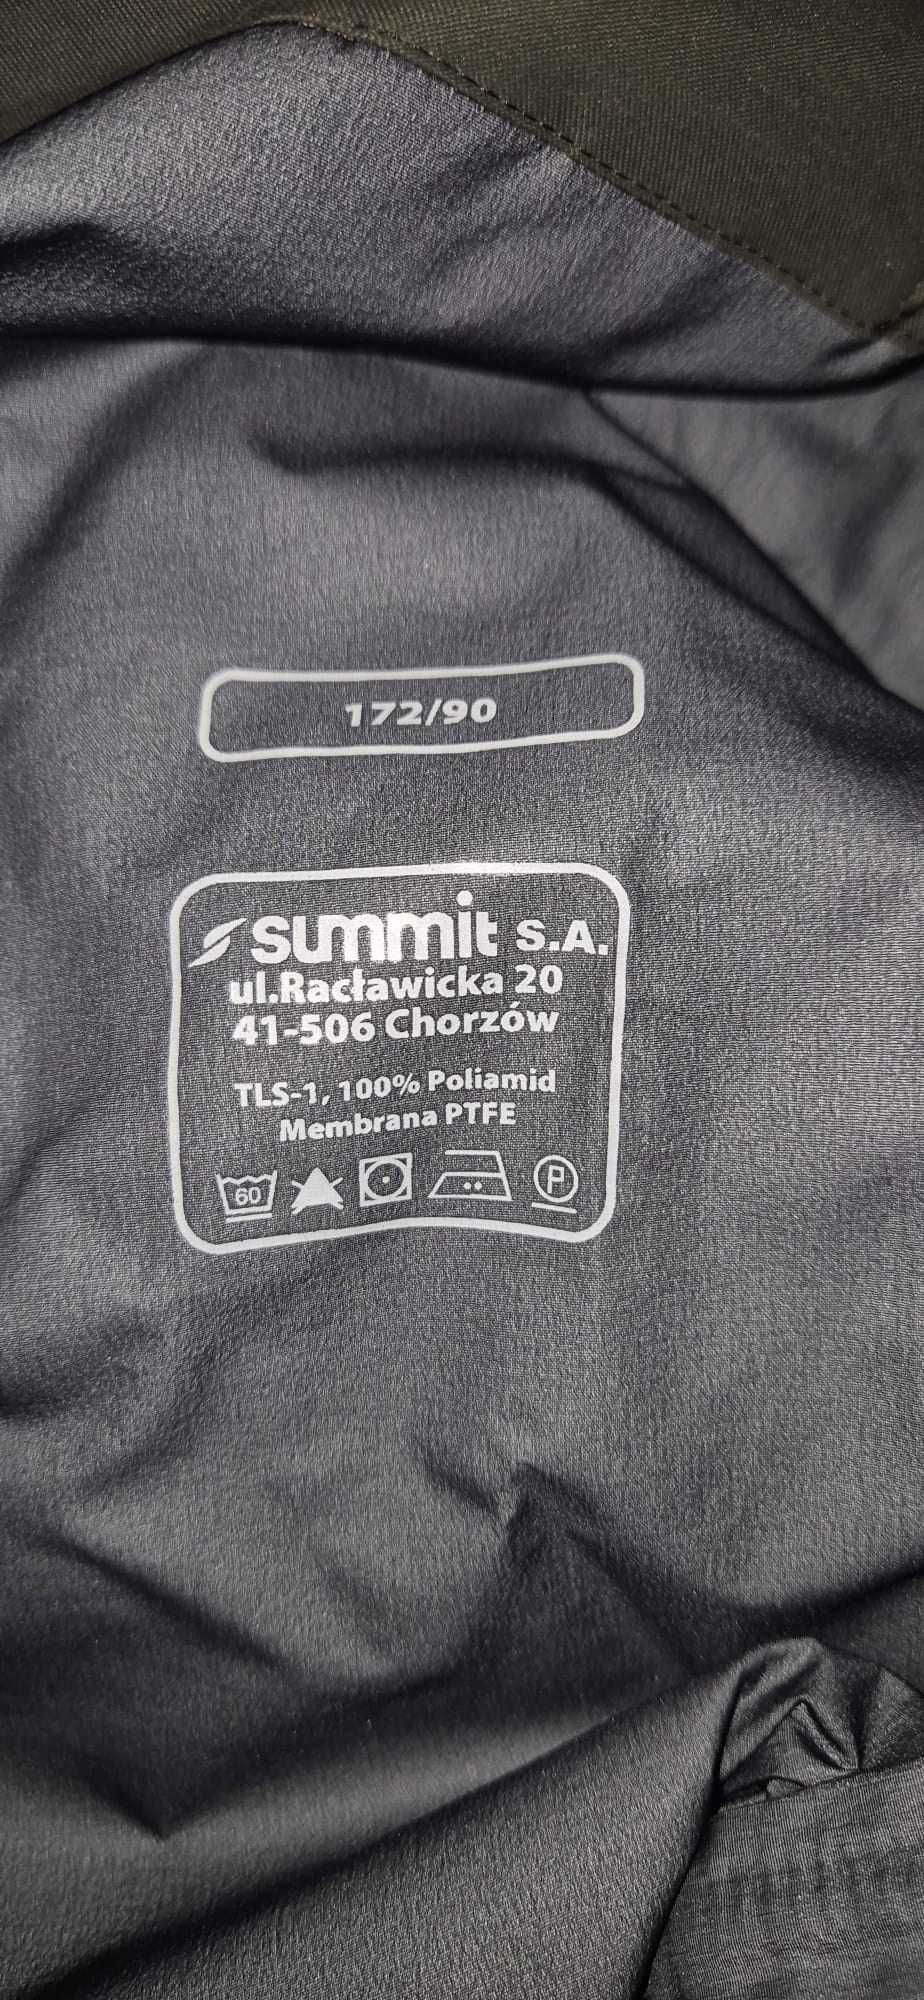 172/90
summit S.A.
ul.Racławicka 20
41-506 Chorzów
TLS-1, 100% Poliamid
Membrana PTFE
60 P